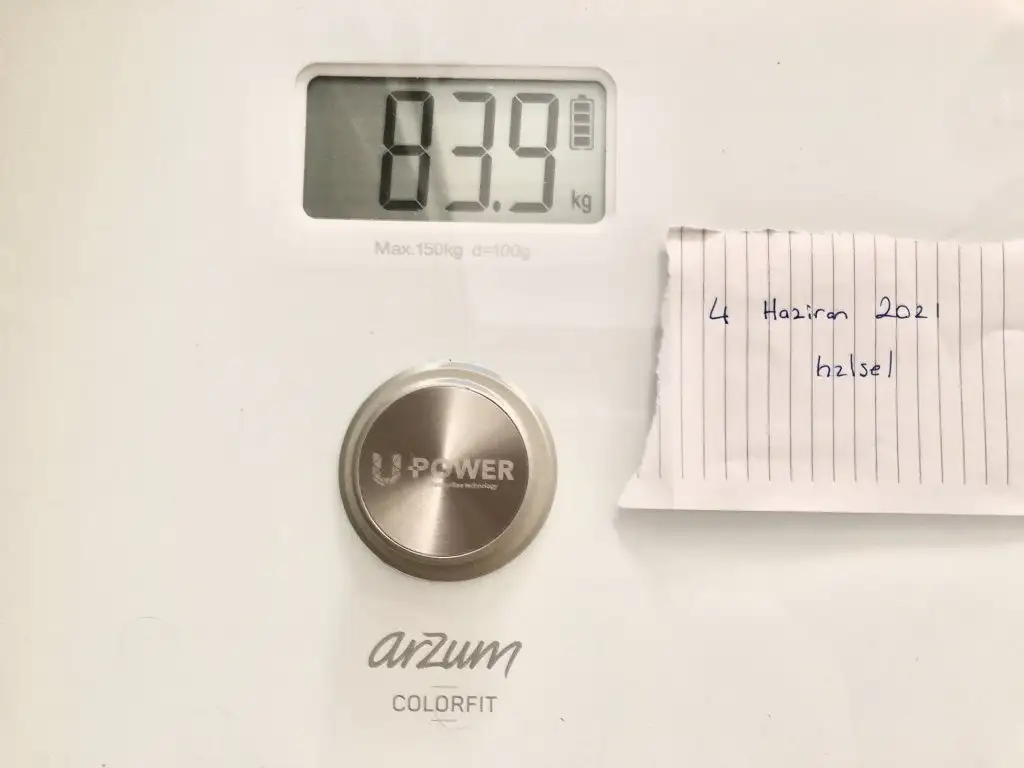 83.9 kg
Max.150kg d=100g
4 Haziran 2021
hzlsel
U+POWER
arzum
COLORFIT